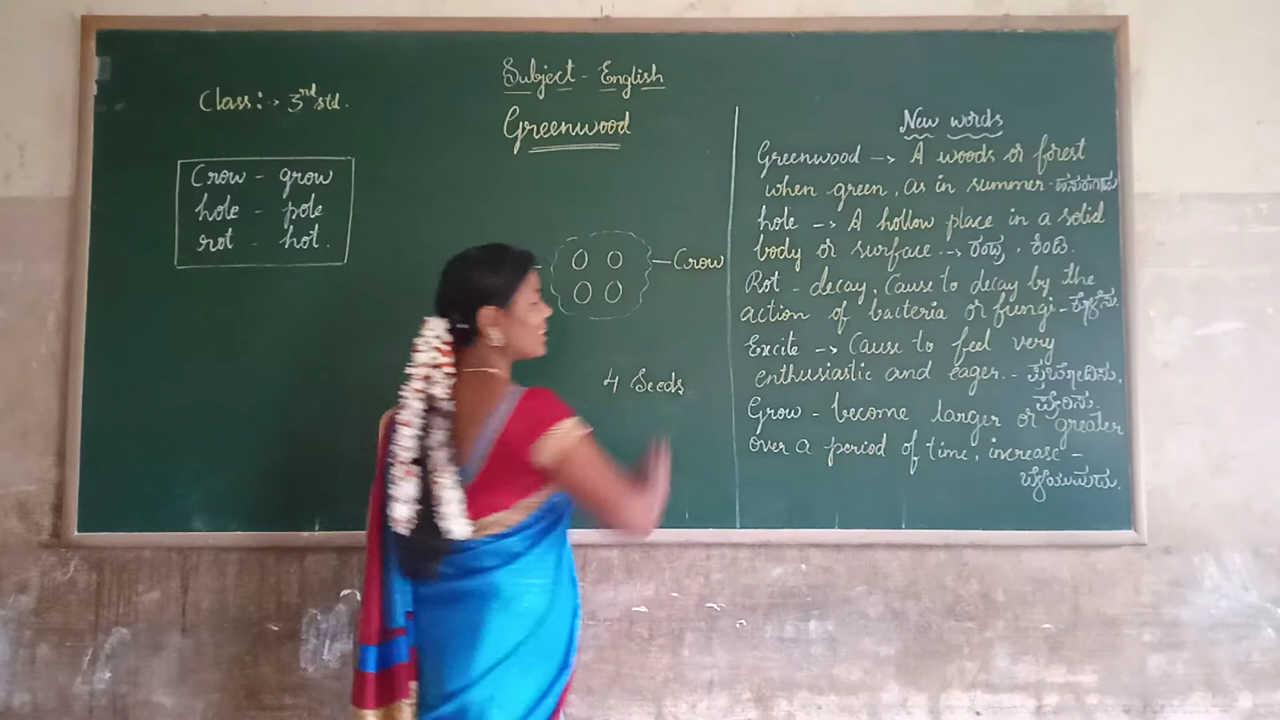 Subject - English
Class :-> 3rd std.
Greenwood
Crow - grow
hole - pole
rot - hot.
Crow
4 Seeds
New words
Greenwood -> A woods or forest
when green, as in summer -
hole -> A hollow place in a solid
body or surface. -> ರಂಧ್ರ,
Rot - decay, Cause to decay by the
action of bacteria or fungi -
Excite -> Cause to feel very
enthusiastic and eager. - ಪ್ರಚೋದಿಸು,
ಪ್ರೇರಿಸು.
Grow - become larger or greater
over a period of time, increase -